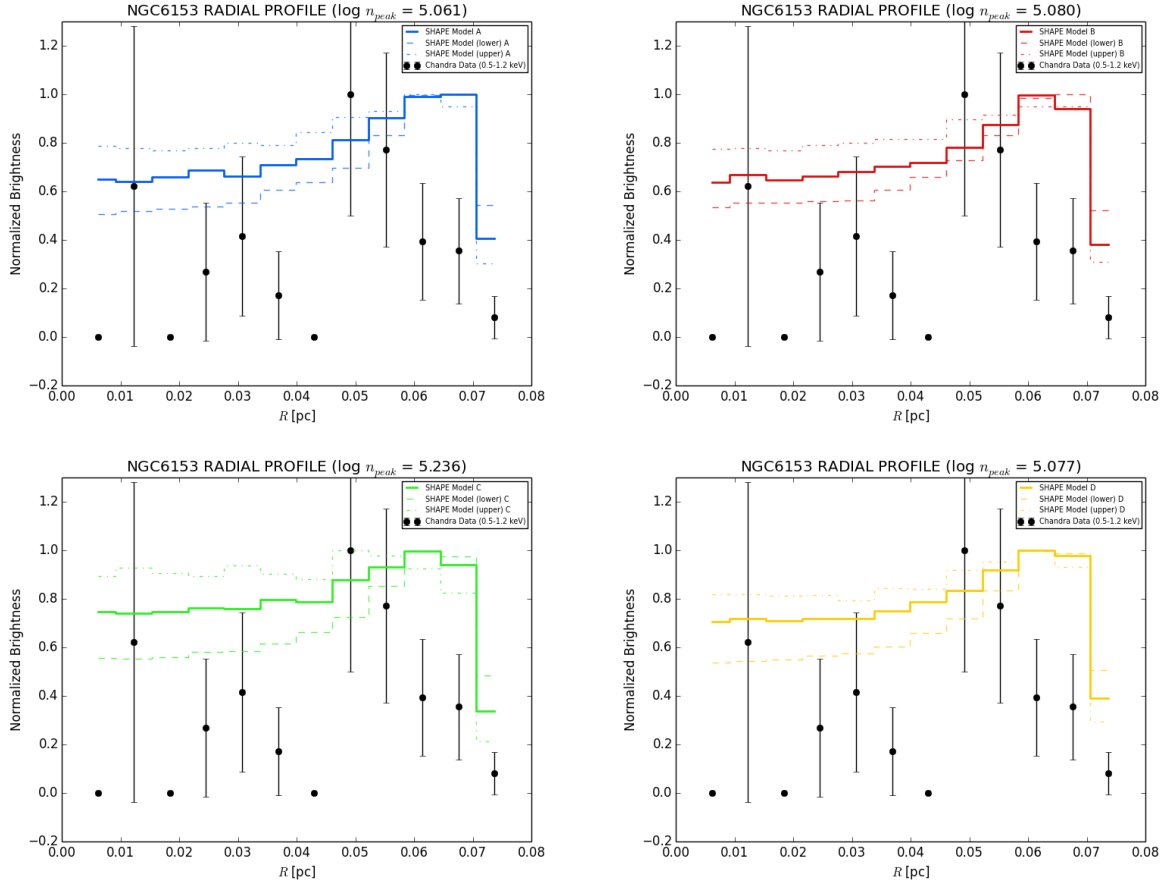 NGC6153 RADIAL PROFILE (log n_peak = 5.061)
SHAPE Model A
SHAPE Model (lower) A
SHAPE Model (upper) A
Chandra Data (0.5-1.2 keV)
Normalized Brightness
1.2
1.0
0.8
0.6
0.4
0.2
0.0
−0.2
0.00 0.01 0.02 0.03 0.04 0.05 0.06 0.07 0.08
R [pc]
NGC6153 RADIAL PROFILE (log n_peak = 5.080)
SHAPE Model B
SHAPE Model (lower) B
SHAPE Model (upper) B
Chandra Data (0.5-1.2 keV)
Normalized Brightness
1.2
1.0
0.8
0.6
0.4
0.2
0.0
−0.2
0.00 0.01 0.02 0.03 0.04 0.05 0.06 0.07 0.08
R [pc]
NGC6153 RADIAL PROFILE (log n_peak = 5.236)
SHAPE Model C
SHAPE Model (lower) C
SHAPE Model (upper) C
Chandra Data (0.5-1.2 keV)
Normalized Brightness
1.2
1.0
0.8
0.6
0.4
0.2
0.0
−0.2
0.00 0.01 0.02 0.03 0.04 0.05 0.06 0.07 0.08
R [pc]
NGC6153 RADIAL PROFILE (log n_peak = 5.077)
SHAPE Model D
SHAPE Model (lower) D
SHAPE Model (upper) D
Chandra Data (0.5-1.2 keV)
Normalized Brightness
1.2
1.0
0.8
0.6
0.4
0.2
0.0
−0.2
0.00 0.01 0.02 0.03 0.04 0.05 0.06 0.07 0.08
R [pc]